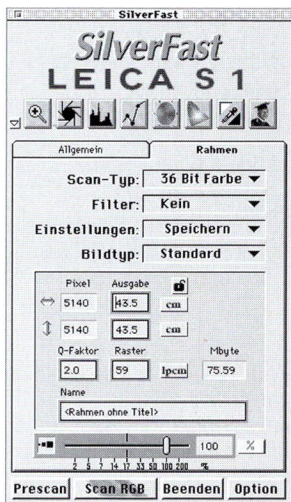 SilverFast
SilverFast
LEICA S1
Allgemein Rahmen
Scan-Typ: 36 Bit Farbe
Filter: Kein
Einstellungen: Speichern
Bildtyp: Standard
Pixel Ausgabe
5140 43.5 cm
5140 43.5 cm
Q-Faktor Raster Mbyte
2.0 59 lpcm 75.59
Name
<Rahmen ohne Titel>
100 %
2 5 7 14 17 33 50 100 200 %
Prescan Scan RGB Beenden Option